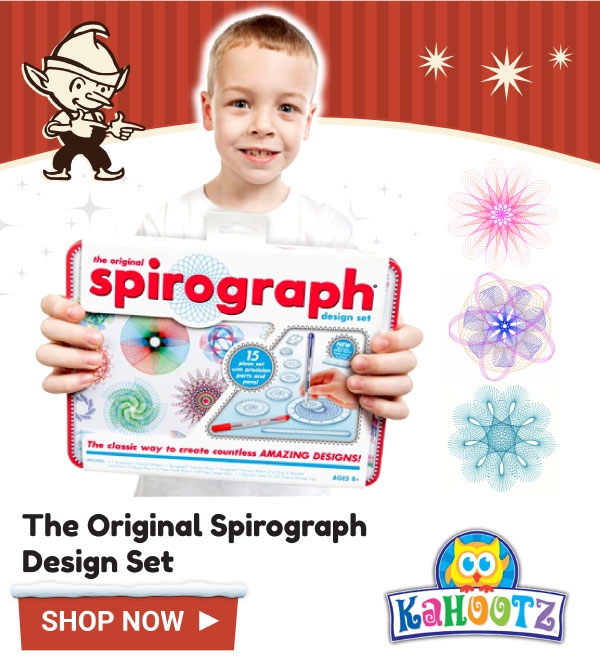 the original
spirograph®
design set
15
piece set
with precision
parts and
pens!
NEW
The classic way to create countless AMAZING DESIGNS!
AGES 8+
The Original Spirograph
Design Set
SHOP NOW
KAHOOTZ